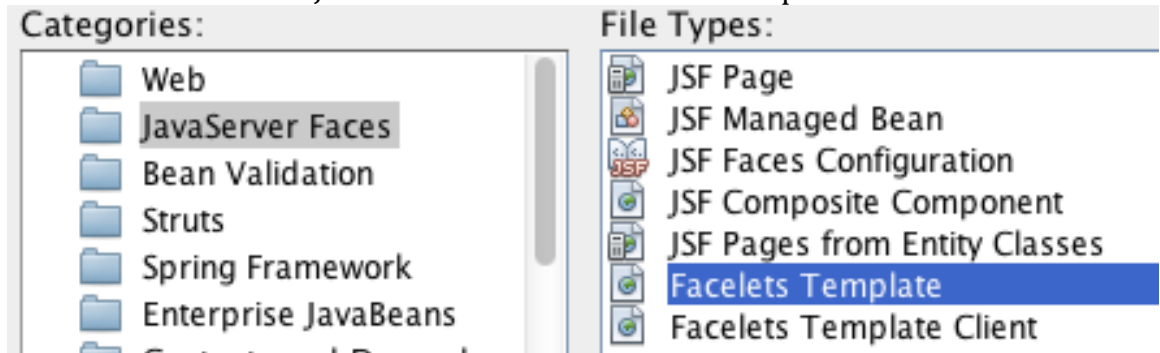 Categories:
Web
JavaServer Faces
Bean Validation
Struts
Spring Framework
Enterprise JavaBeans
File Types:
JSF Page
JSF Managed Bean
JSF Faces Configuration
JSF Composite Component
JSF Pages from Entity Classes
Facelets Template
Facelets Template Client